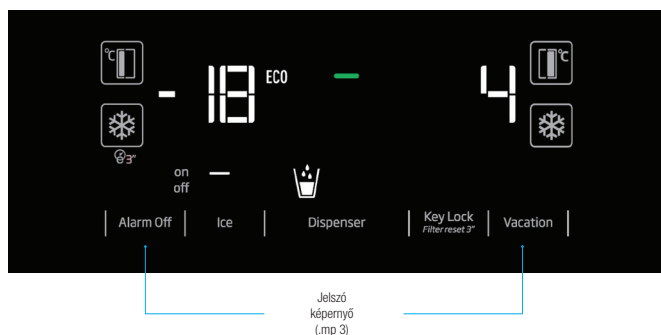 °C
- 18 ECO
4
°C
3"
on
off
Alarm Off
Ice
Dispenser
Key Lock
Filter reset 3"
Vacation
Jelszó
képernyő
(.mp 3)